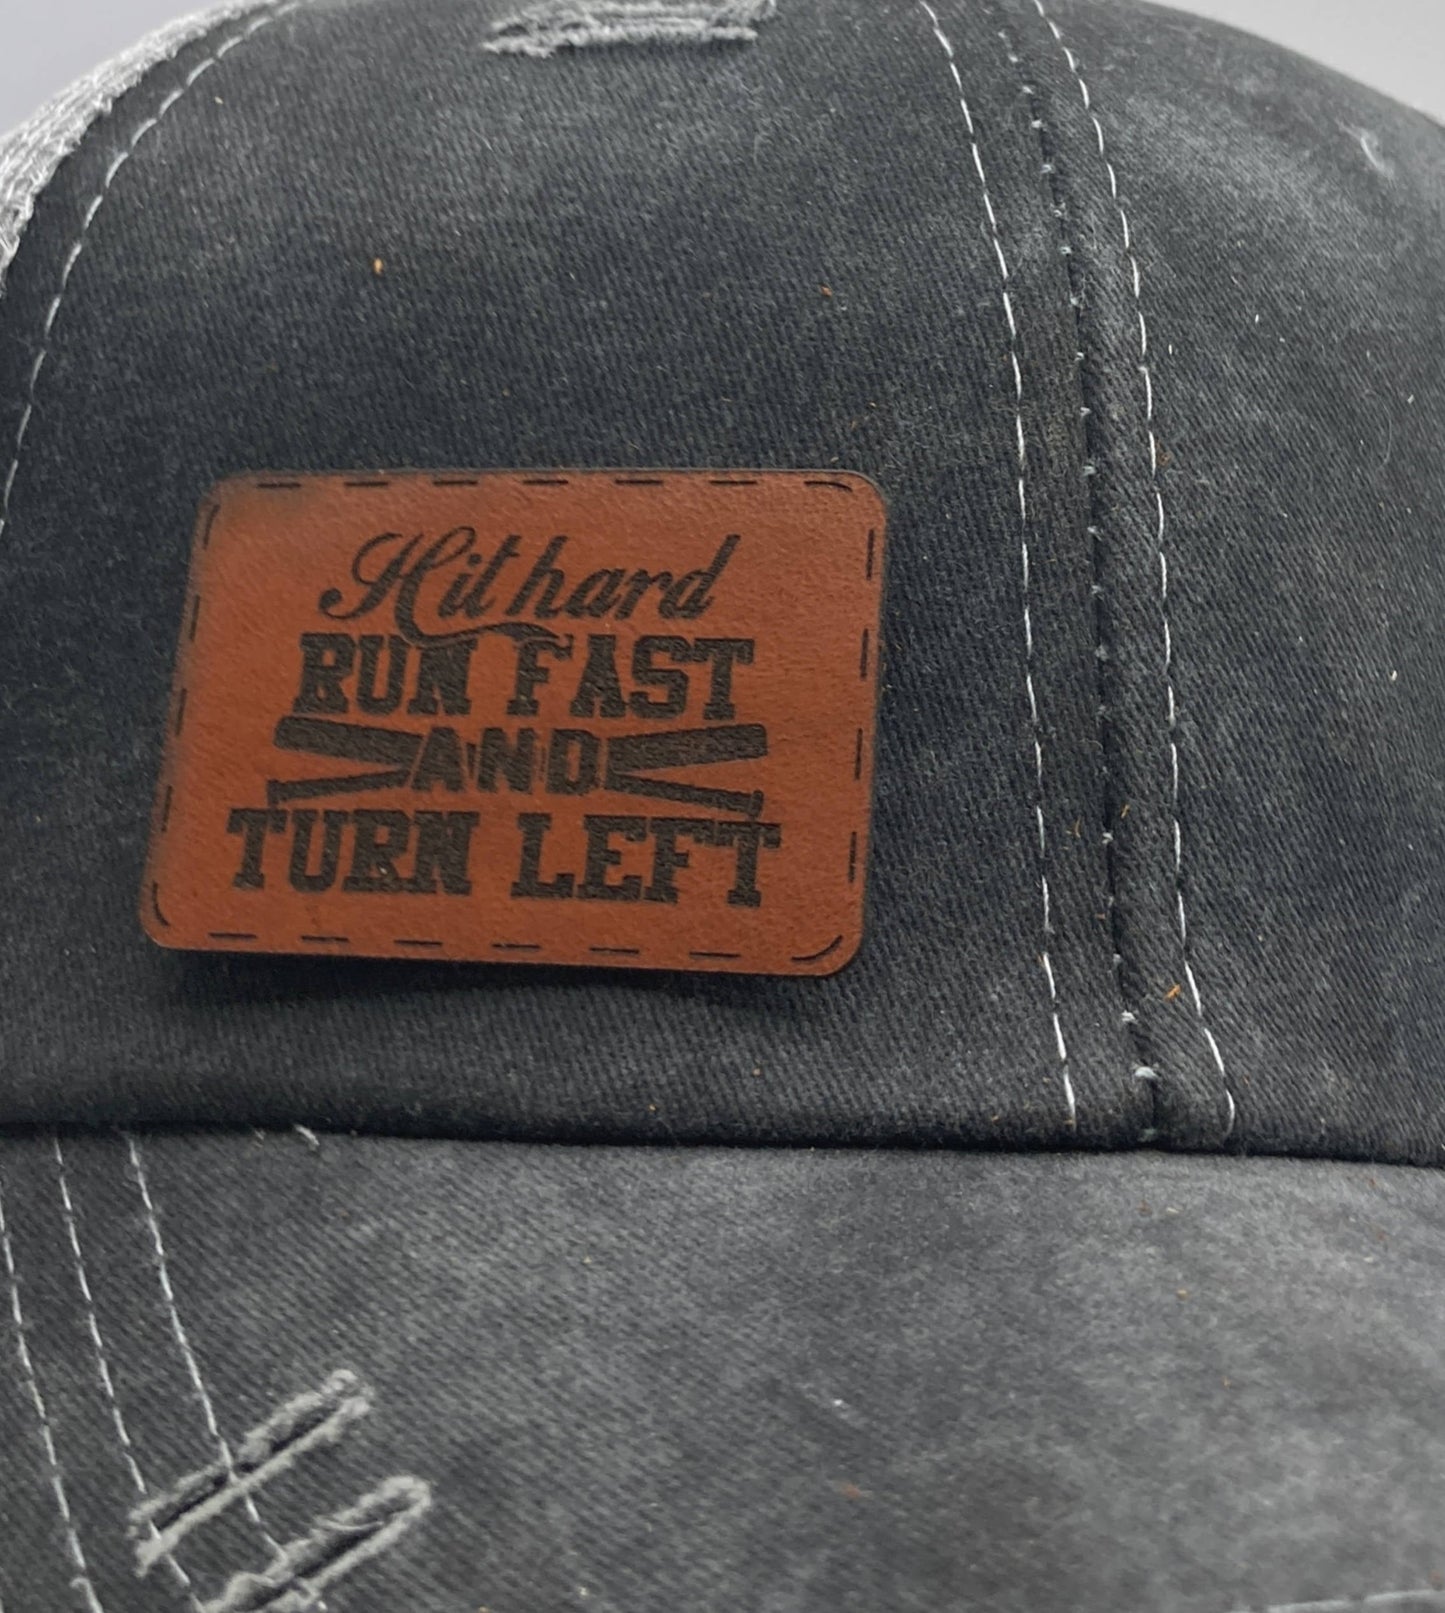 Hit hard
RUN FAST
AND
TURN LEFT